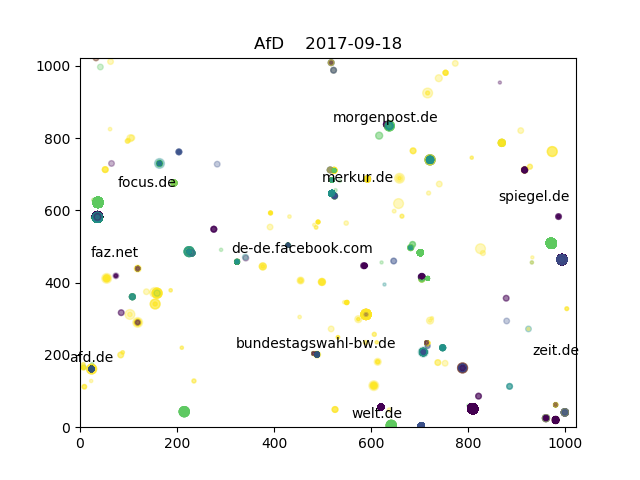 AfD    2017-09-18
1000
800
600
400
200
0
morgenpost.de
merkur.de
focus.de
spiegel.de
de-de.facebook.com
faz.net
bundestagswahl-bw.de
zeit.de
afd.de
welt.de
0 200 400 600 800 1000